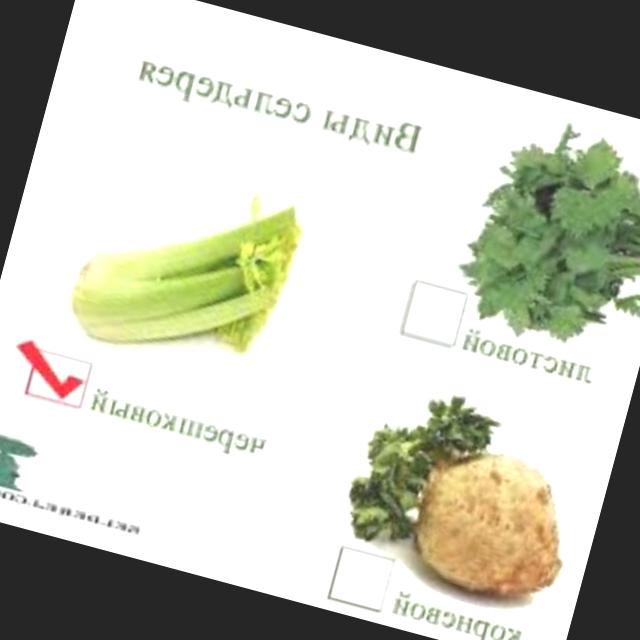 Виды сельдерея
листовой
черешковый
корневой